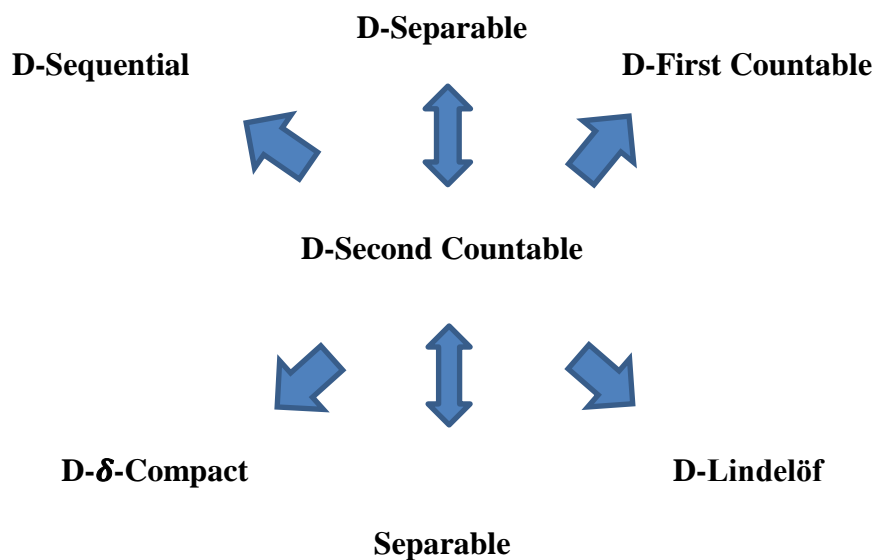 D-Separable
D-Sequential
D-First Countable
D-Second Countable
D-δ-Compact
D-Lindelöf
Separable